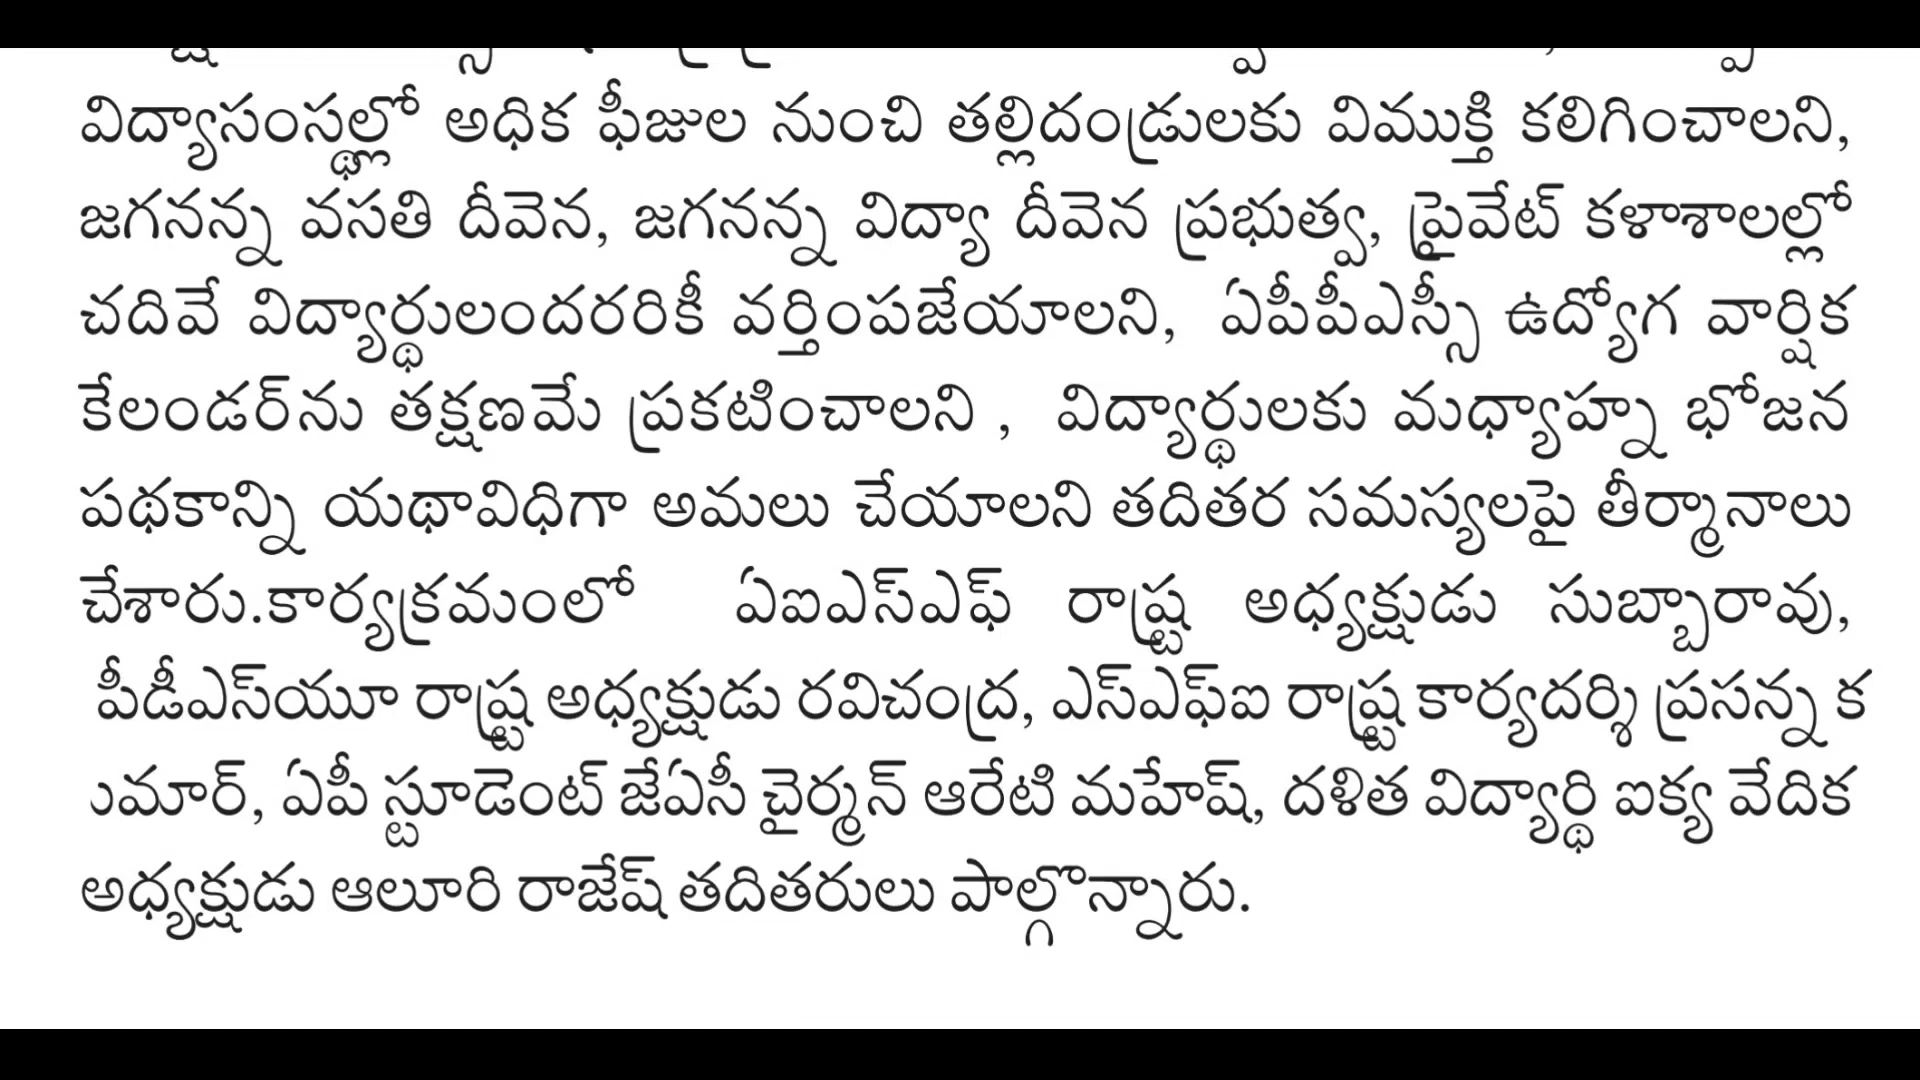 విద్యాసంస్థల్లో అధిక ఫీజుల నుంచి తల్లిదండ్రులకు విముక్తి కలిగించాలని,
జగనన్న వసతి దీవెన, జగనన్న విద్యా దీవెన ప్రభుత్వ, ప్రైవేట్ కళాశాలల్లో
చదివే విద్యార్థులందరరికీ వర్తింపజేయాలని, ఏపీపీఎస్సీ ఉద్యోగ వార్షిక
కేలండర్‌ను తక్షణమే ప్రకటించాలని , విద్యార్థులకు మధ్యాహ్న భోజన
పథకాన్ని యథావిధిగా అమలు చేయాలని తదితర సమస్యలపై తీర్మానాలు
చేశారు.కార్యక్రమంలో ఏఐఎస్ఎఫ్ రాష్ట్ర అధ్యక్షుడు సుబ్బారావు,
పీడీఎస్‌యూ రాష్ట్ర అధ్యక్షుడు రవిచంద్ర, ఎస్ఎఫ్ఐ రాష్ట్ర కార్యదర్శి ప్రసన్న క
ుమార్, ఏపీ స్టూడెంట్ జేఏసీ చైర్మన్ ఆరేటి మహేష్, దళిత విద్యార్థి ఐక్య వేదిక
అధ్యక్షుడు ఆలూరి రాజేష్ తదితరులు పాల్గొన్నారు.